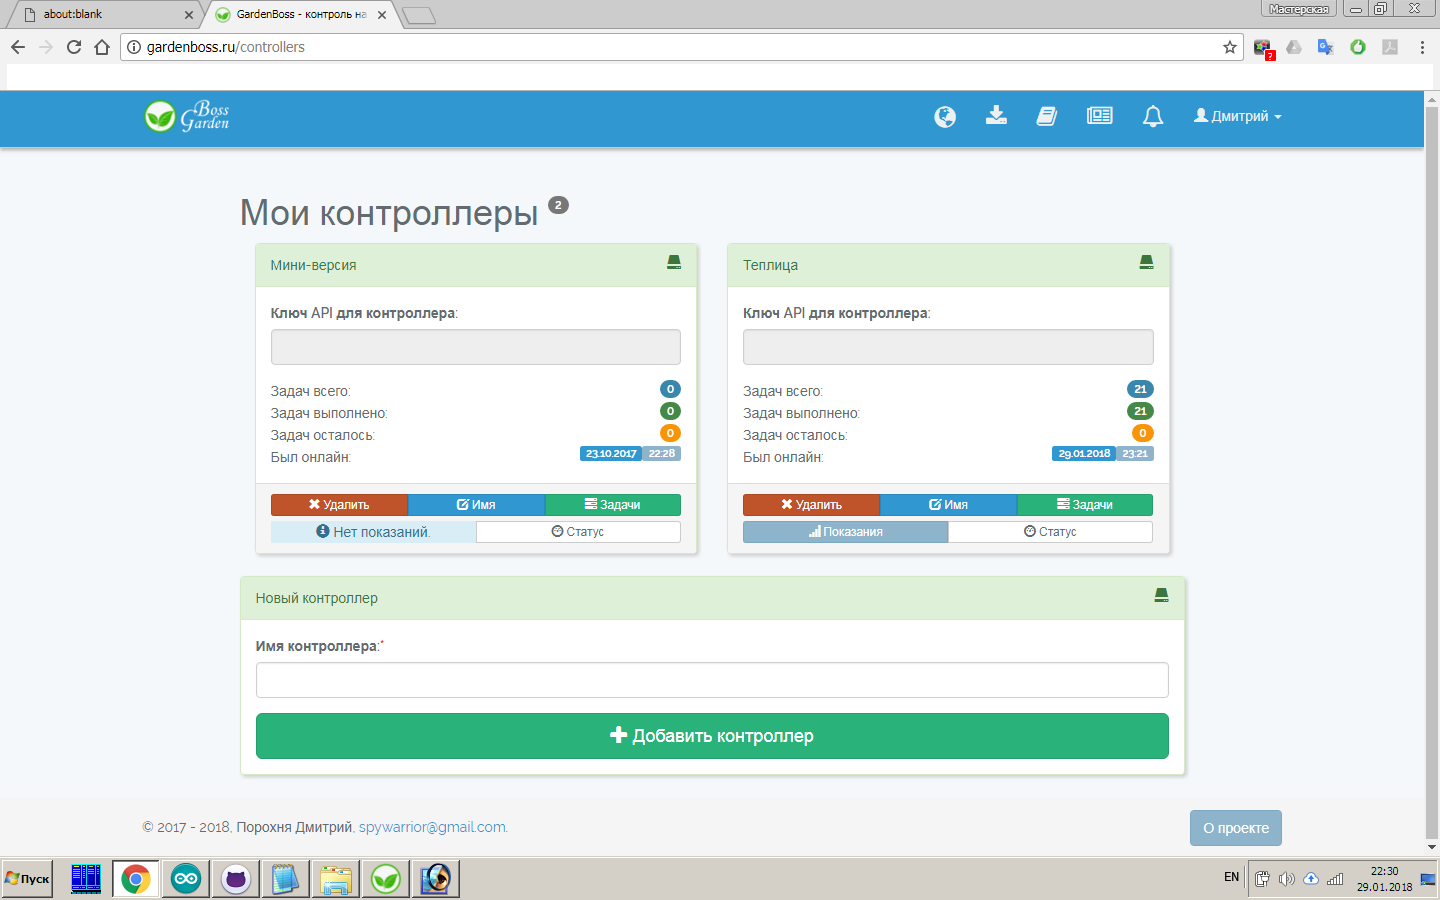 about:blank
GardenBoss - контроль на
Мастерская
gardenboss.ru/controllers
Boss
Garden
Дмитрий
Мои контроллеры 2
Мини-версия
Ключ API для контроллера:
Задач всего: 0
Задач выполнено: 0
Задач осталось: 0
Был онлайн: 23.10.2017 22:28
Удалить Имя Задачи
Нет показаний. Статус
Теплица
Ключ API для контроллера:
Задач всего: 21
Задач выполнено: 21
Задач осталось: 0
Был онлайн: 29.01.2018 23:21
Удалить Имя Задачи
Показания Статус
Новый контроллер
Имя контроллера:*
Добавить контроллер
© 2017 - 2018, Порохня Дмитрий, spywarrior@gmail.com.
О проекте
Пуск
EN
22:30
29.01.2018